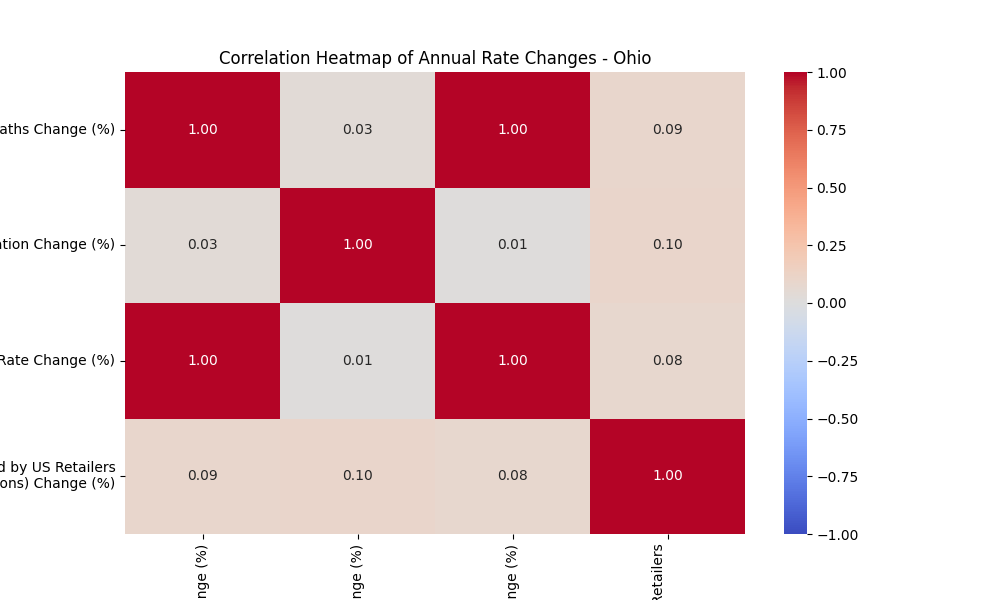 Correlation Heatmap of Annual Rate Changes - Ohio
aths Change (%)
1.00 0.03 1.00 0.09
ation Change (%)
0.03 1.00 0.01 0.10
Rate Change (%)
1.00 0.01 1.00 0.08
d by US Retailers
ons) Change (%)
0.09 0.10 0.08 1.00
nge (%)
nge (%)
nge (%)
Retailers
1.00
0.75
0.50
0.25
0.00
−0.25
−0.50
−0.75
−1.00